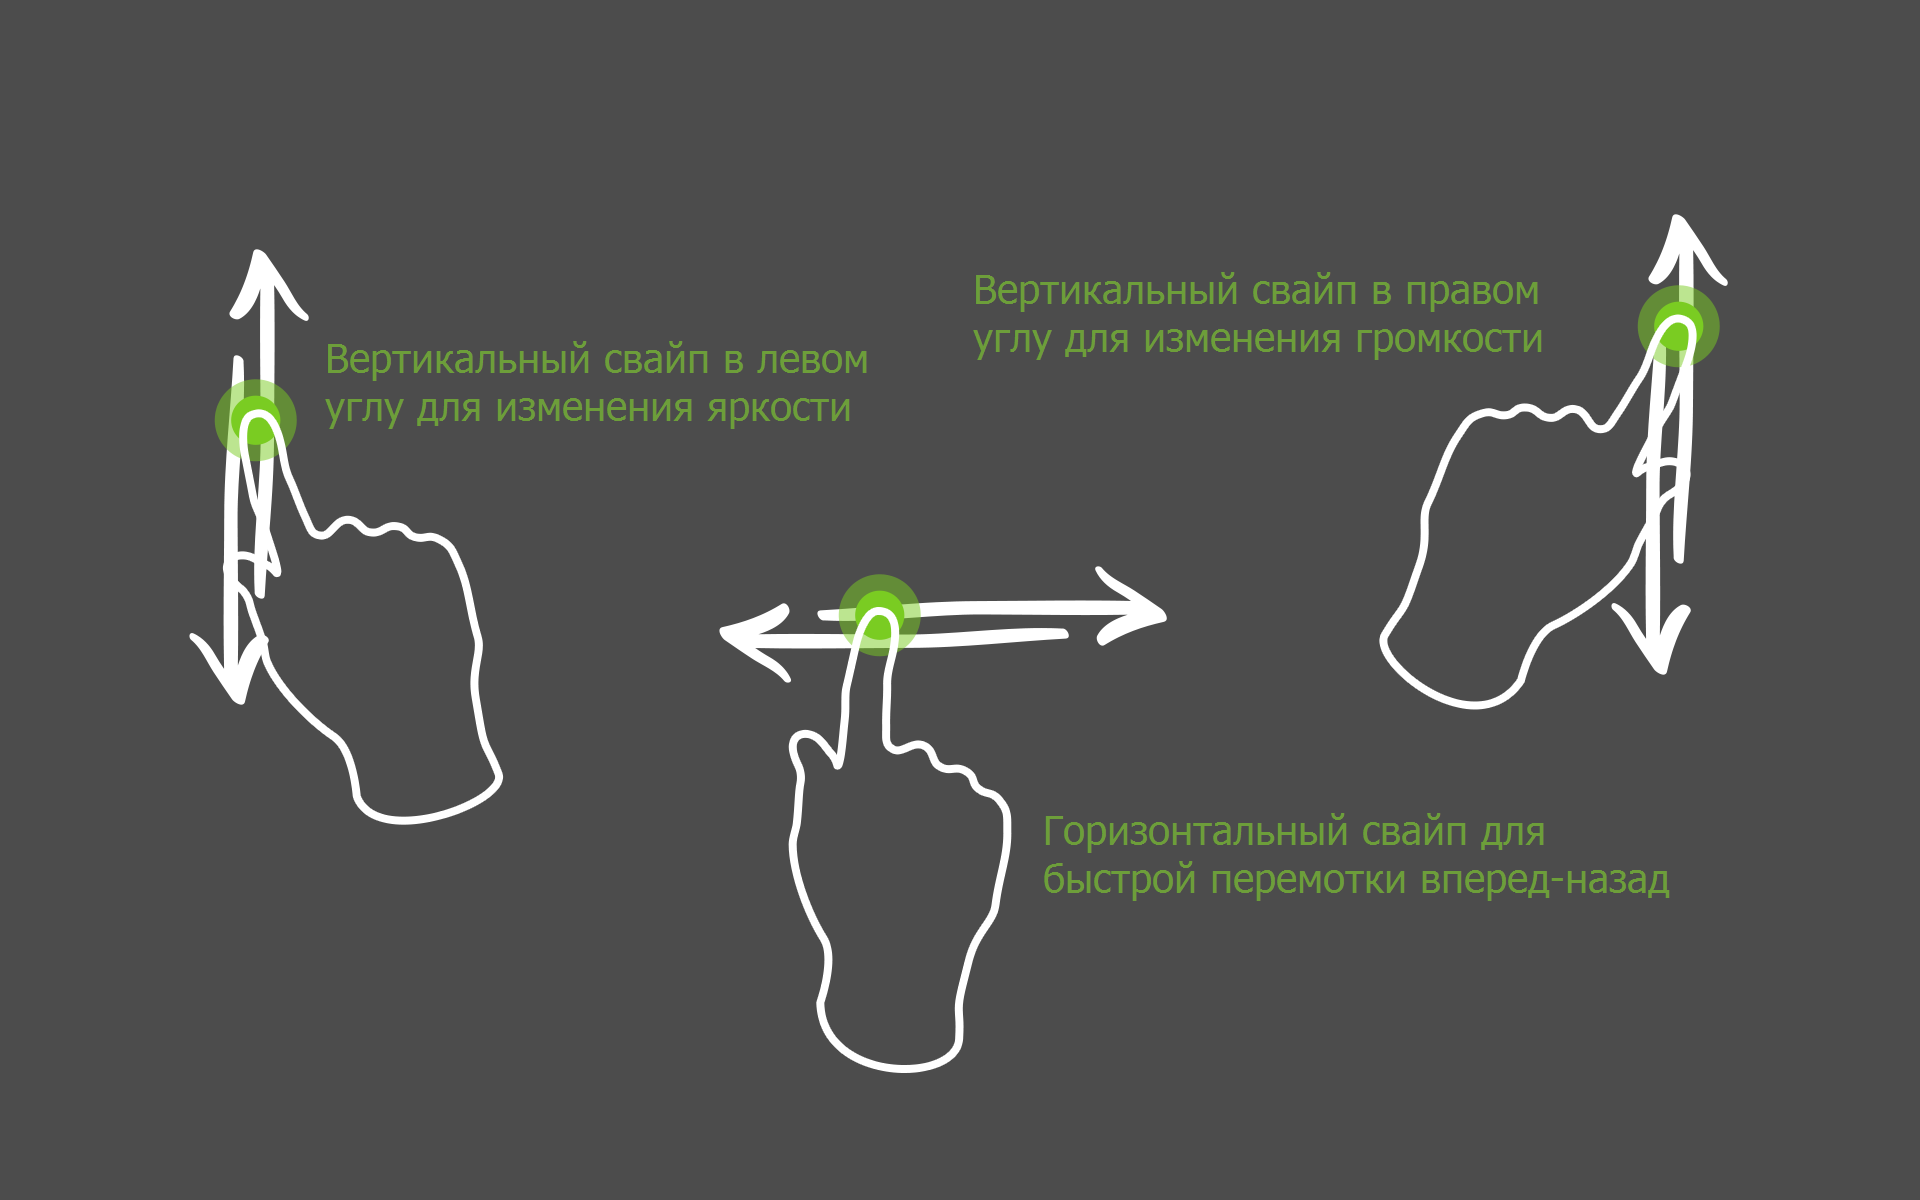 Вертикальный свайп в левом
углу для изменения яркости
Вертикальный свайп в правом
углу для изменения громкости
Горизонтальный свайп для
быстрой перемотки вперед-назад